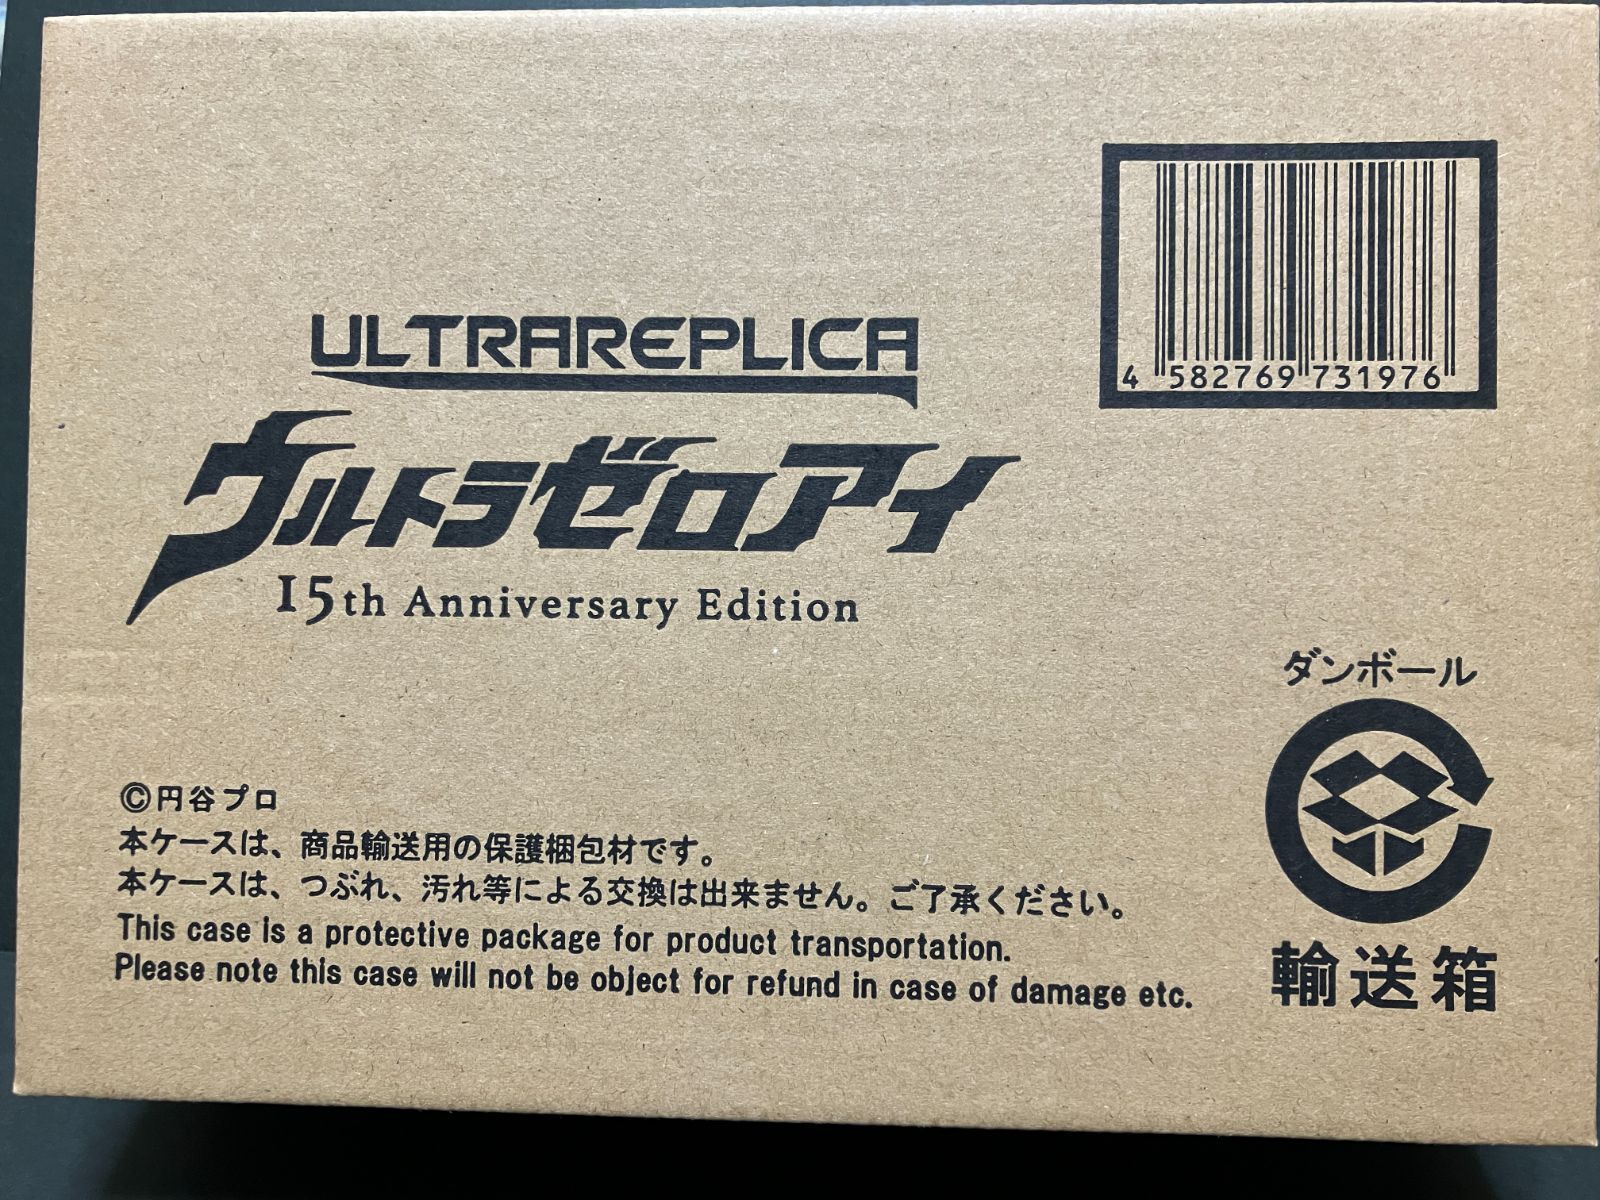 4 582769 731976
ULTRAREPLICA
ウルトラゼロアイ
15th Anniversary Edition
ダンボール
輸送箱
©円谷プロ
本ケースは、商品輸送用の保護梱包材です。
本ケースは、つぶれ、汚れ等による交換は出来ません。ご了承ください。
This case is a protective package for product transportation.
Please note this case will not be object for refund in case of damage etc.